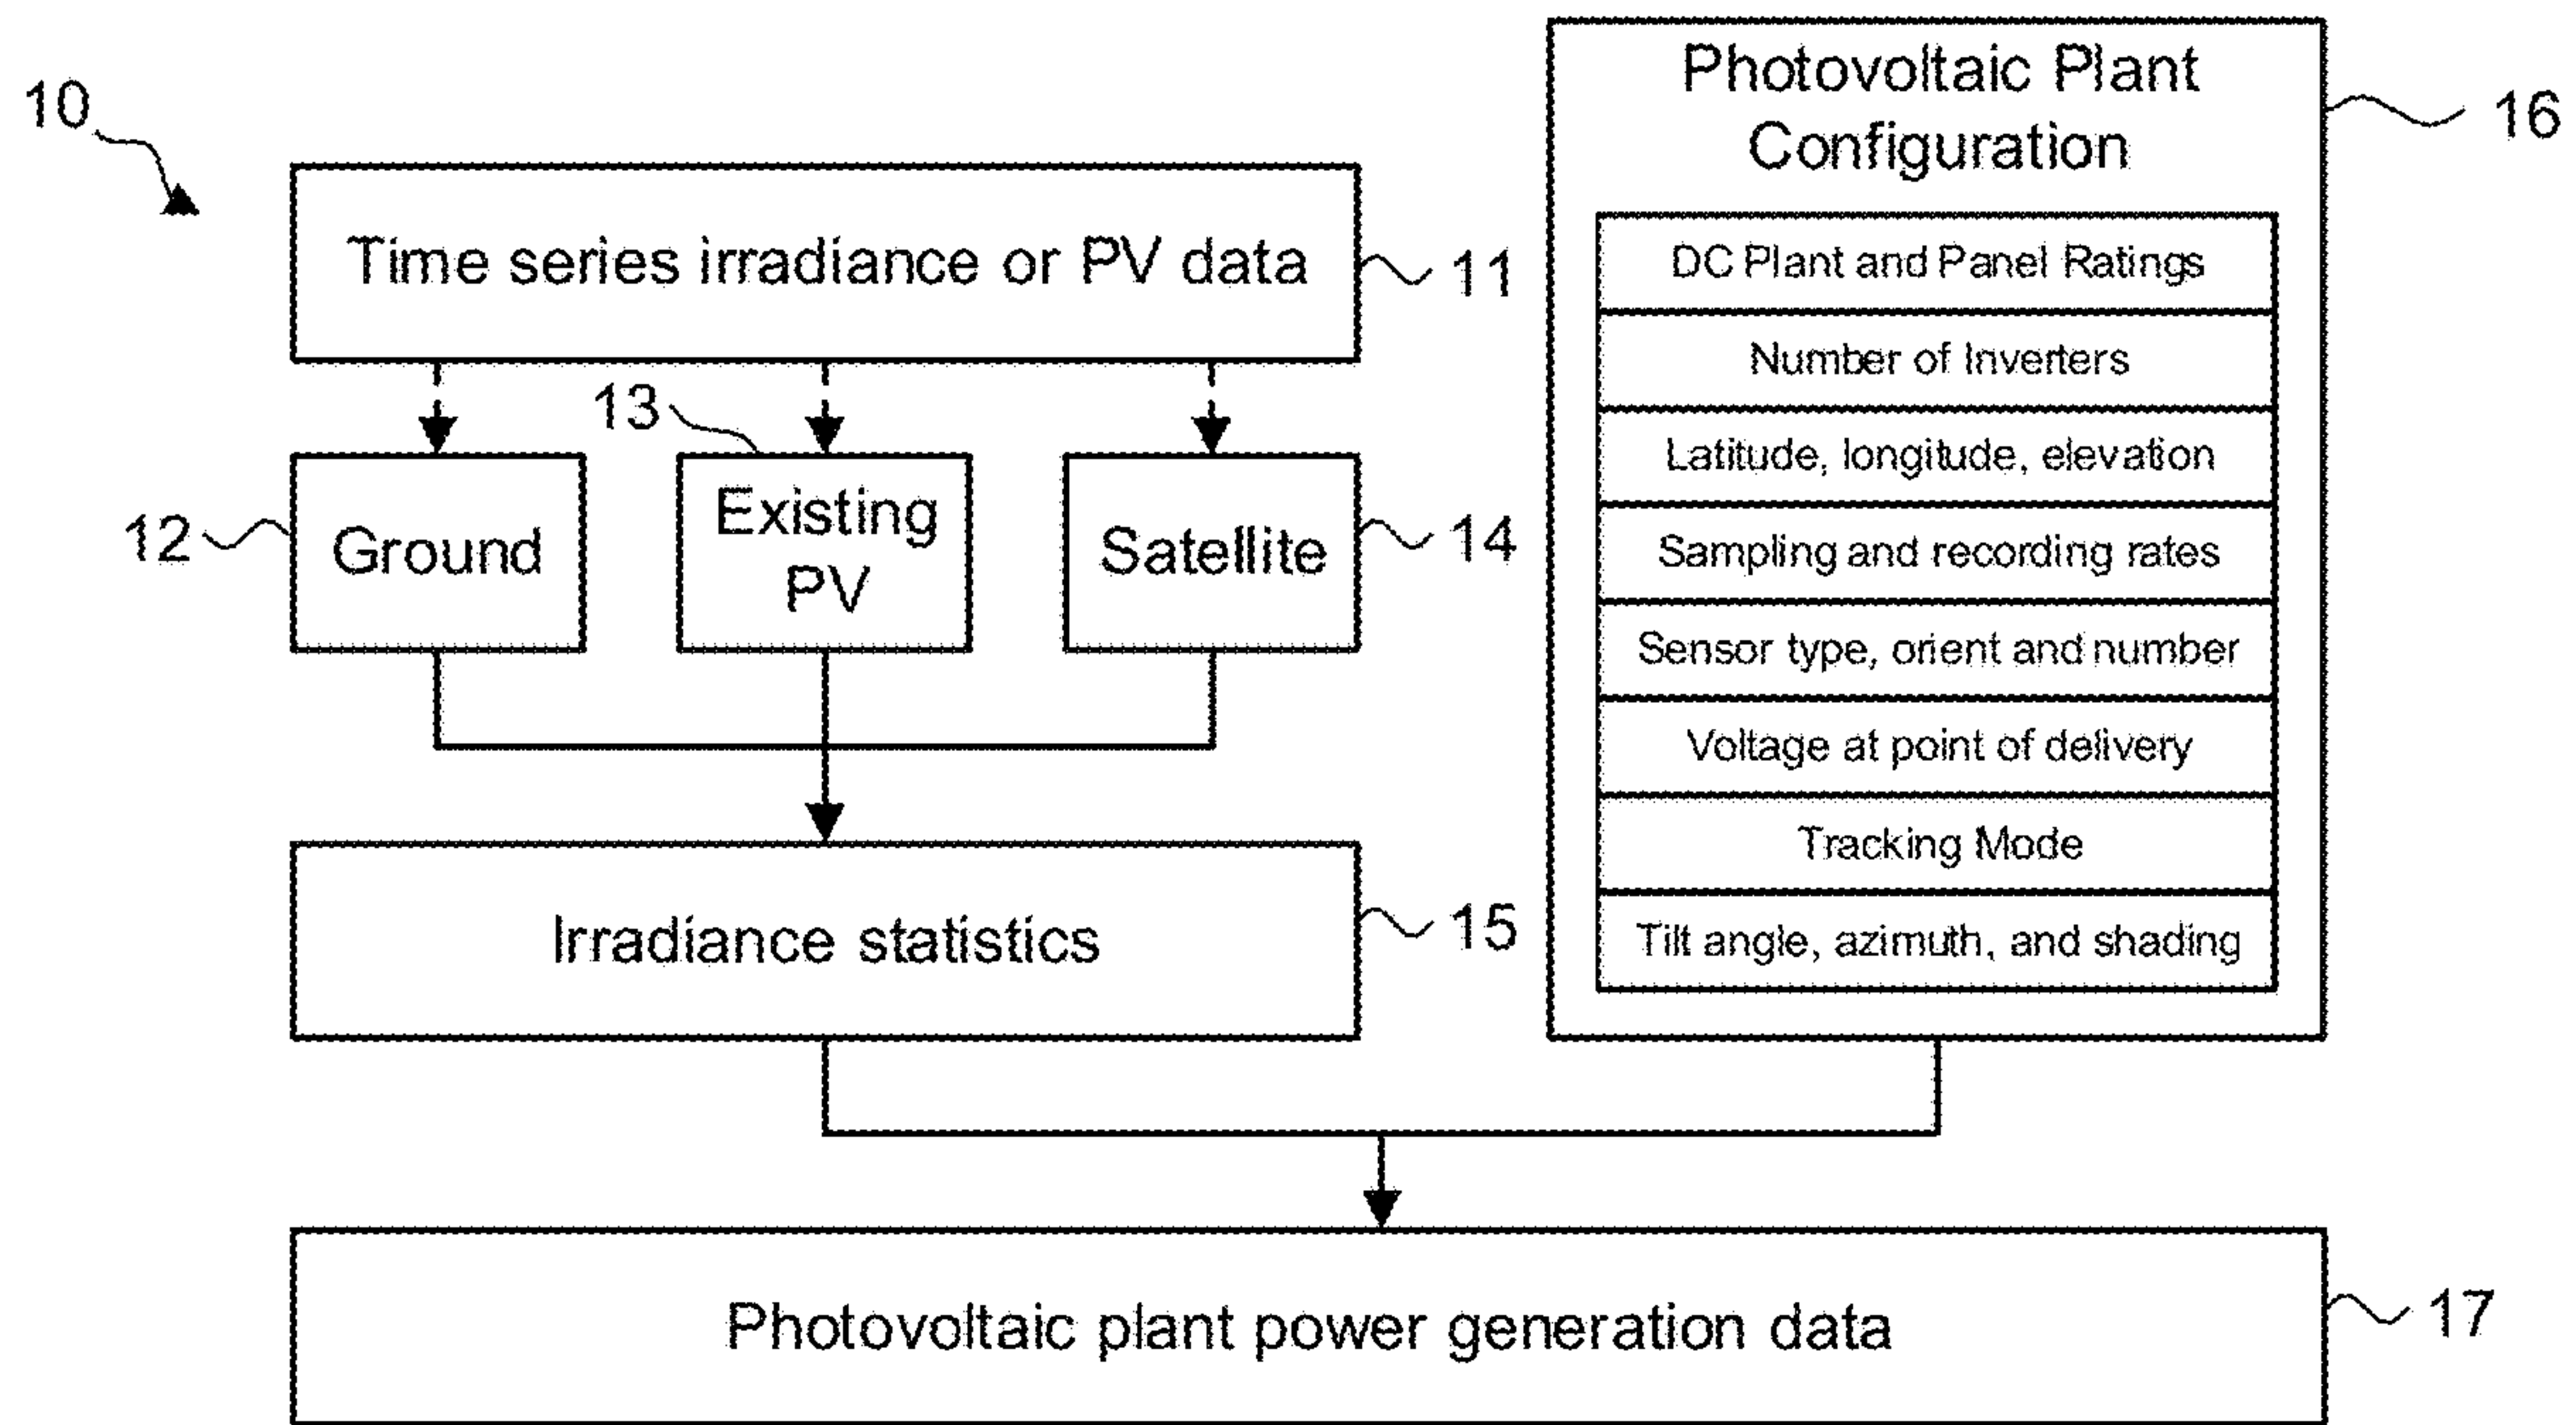 10
Time series irradiance or PV data
11
12
Ground
13
Existing
PV
Satellite
14
Irradiance statistics
15
Photovoltaic Plant
Configuration
16
DC Plant and Panel Ratings
Number of Inverters
Latitude, longitude, elevation
Sampling and recording rates
Sensor type, orient and number
Voltage at point of delivery
Tracking Mode
Tilt angle, azimuth, and shading
Photovoltaic plant power generation data
17